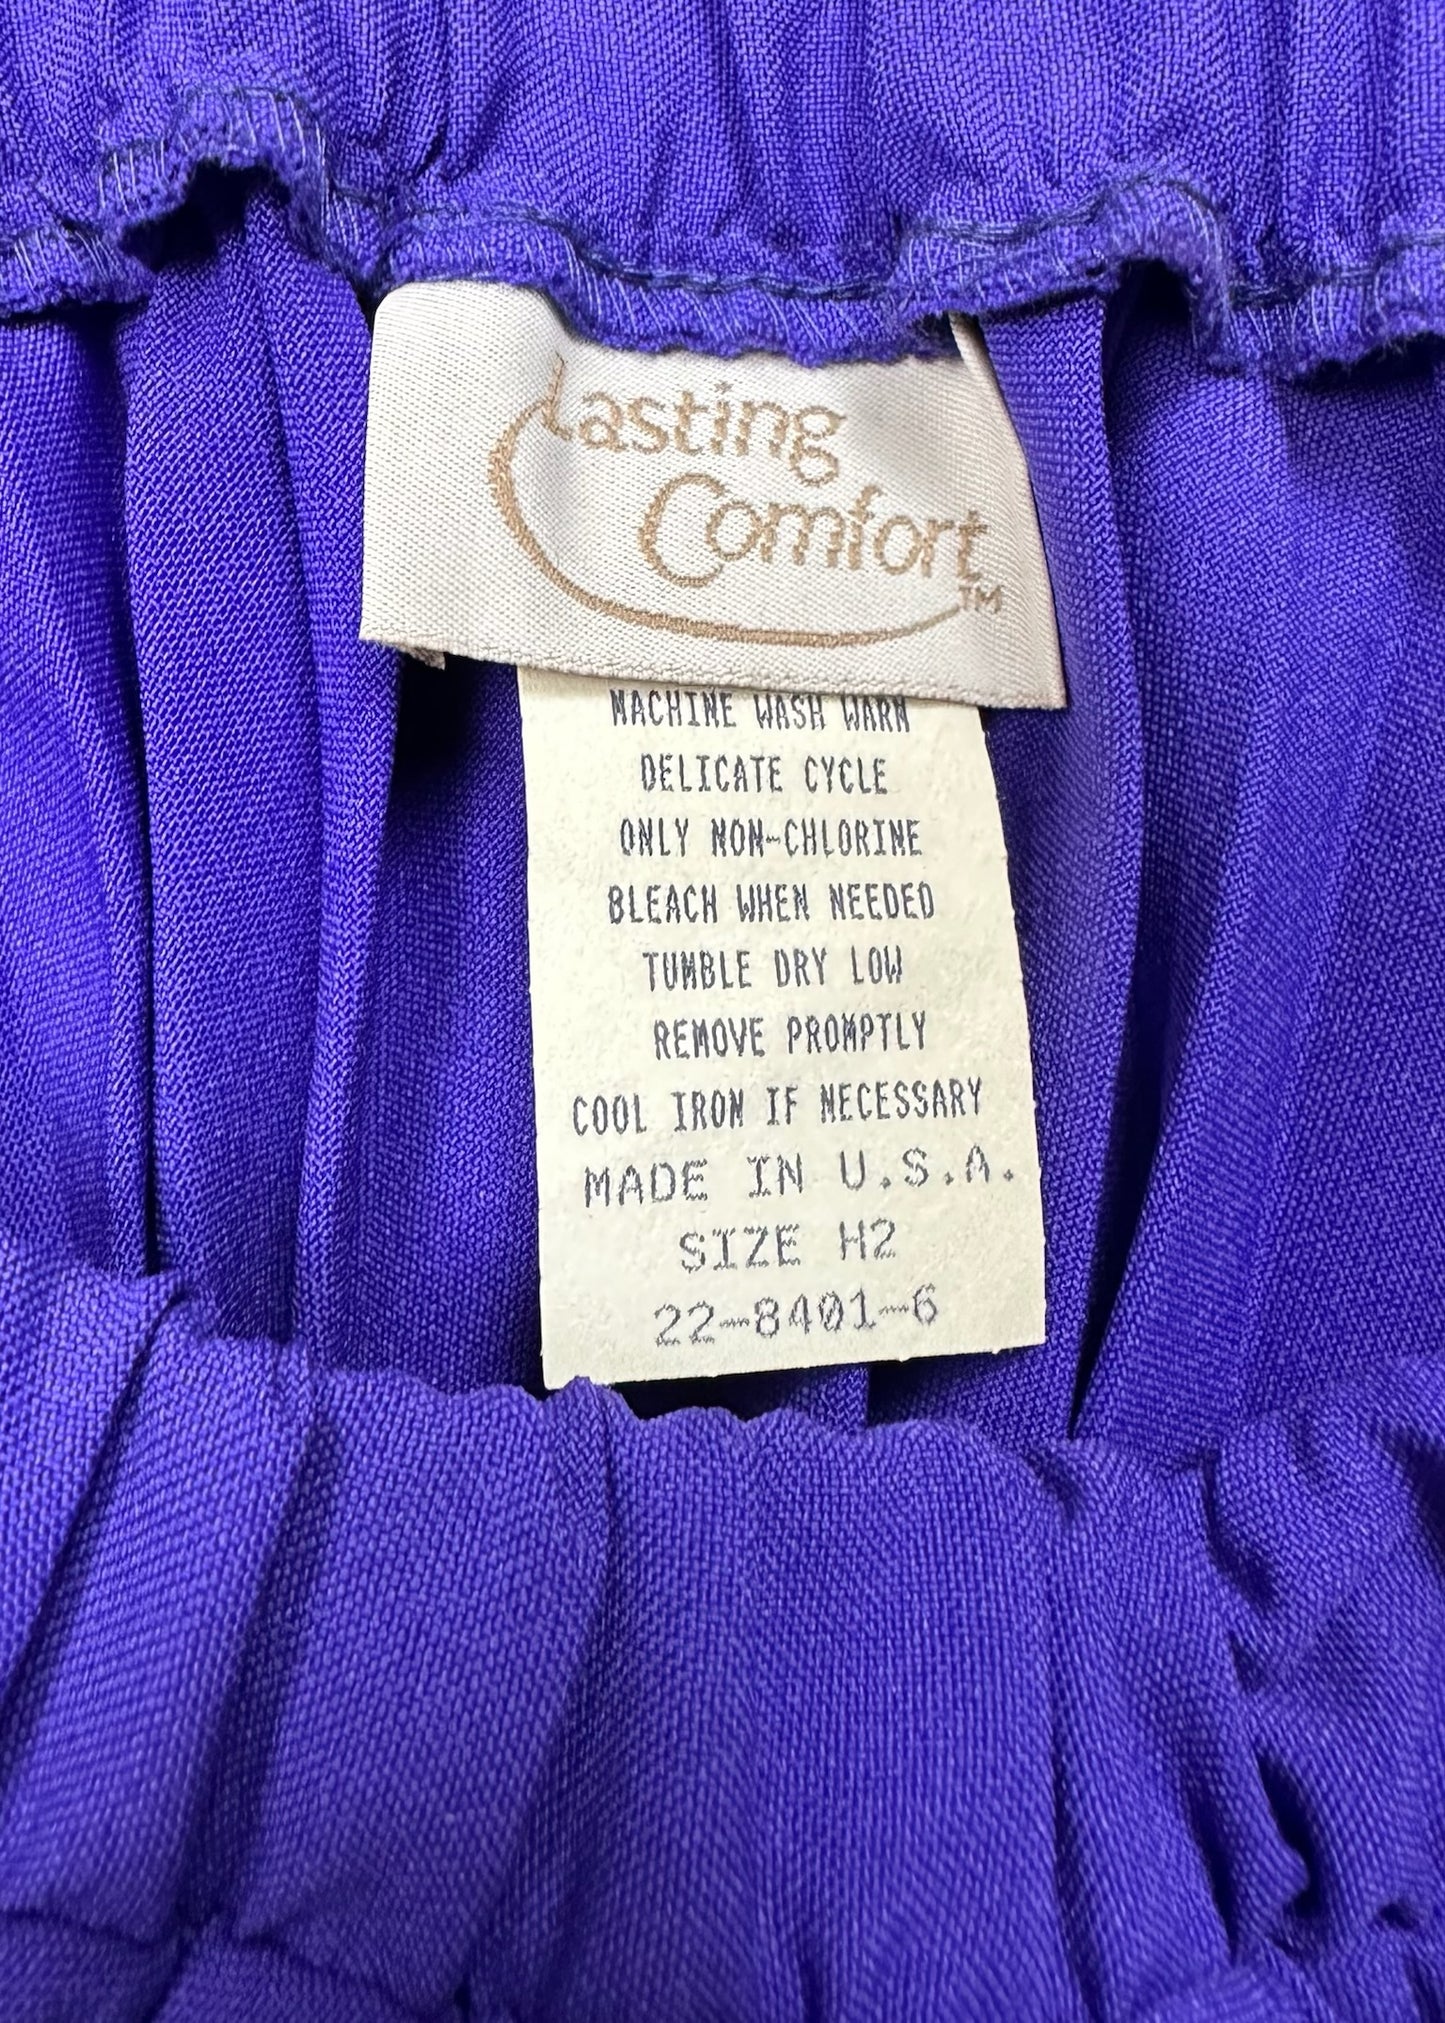 Lasting
Comfort TM
MACHINE WASH WARN
DELICATE CYCLE
ONLY NON-CHLORINE
BLEACH WHEN NEEDED
TUMBLE DRY LOW
REMOVE PROMPTLY
COOL IRON IF NECESSARY
MADE IN U.S.A.
SIZE H2
22-8401-6